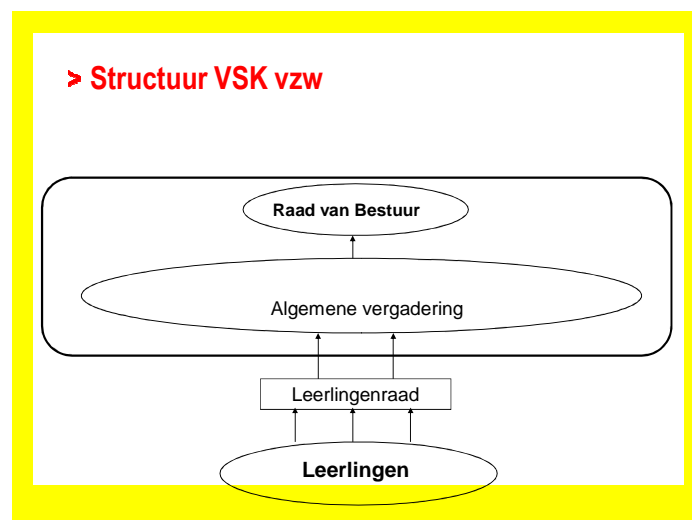 > Structuur VSK vzw
Raad van Bestuur
Algemene vergadering
Leerlingenraad
Leerlingen